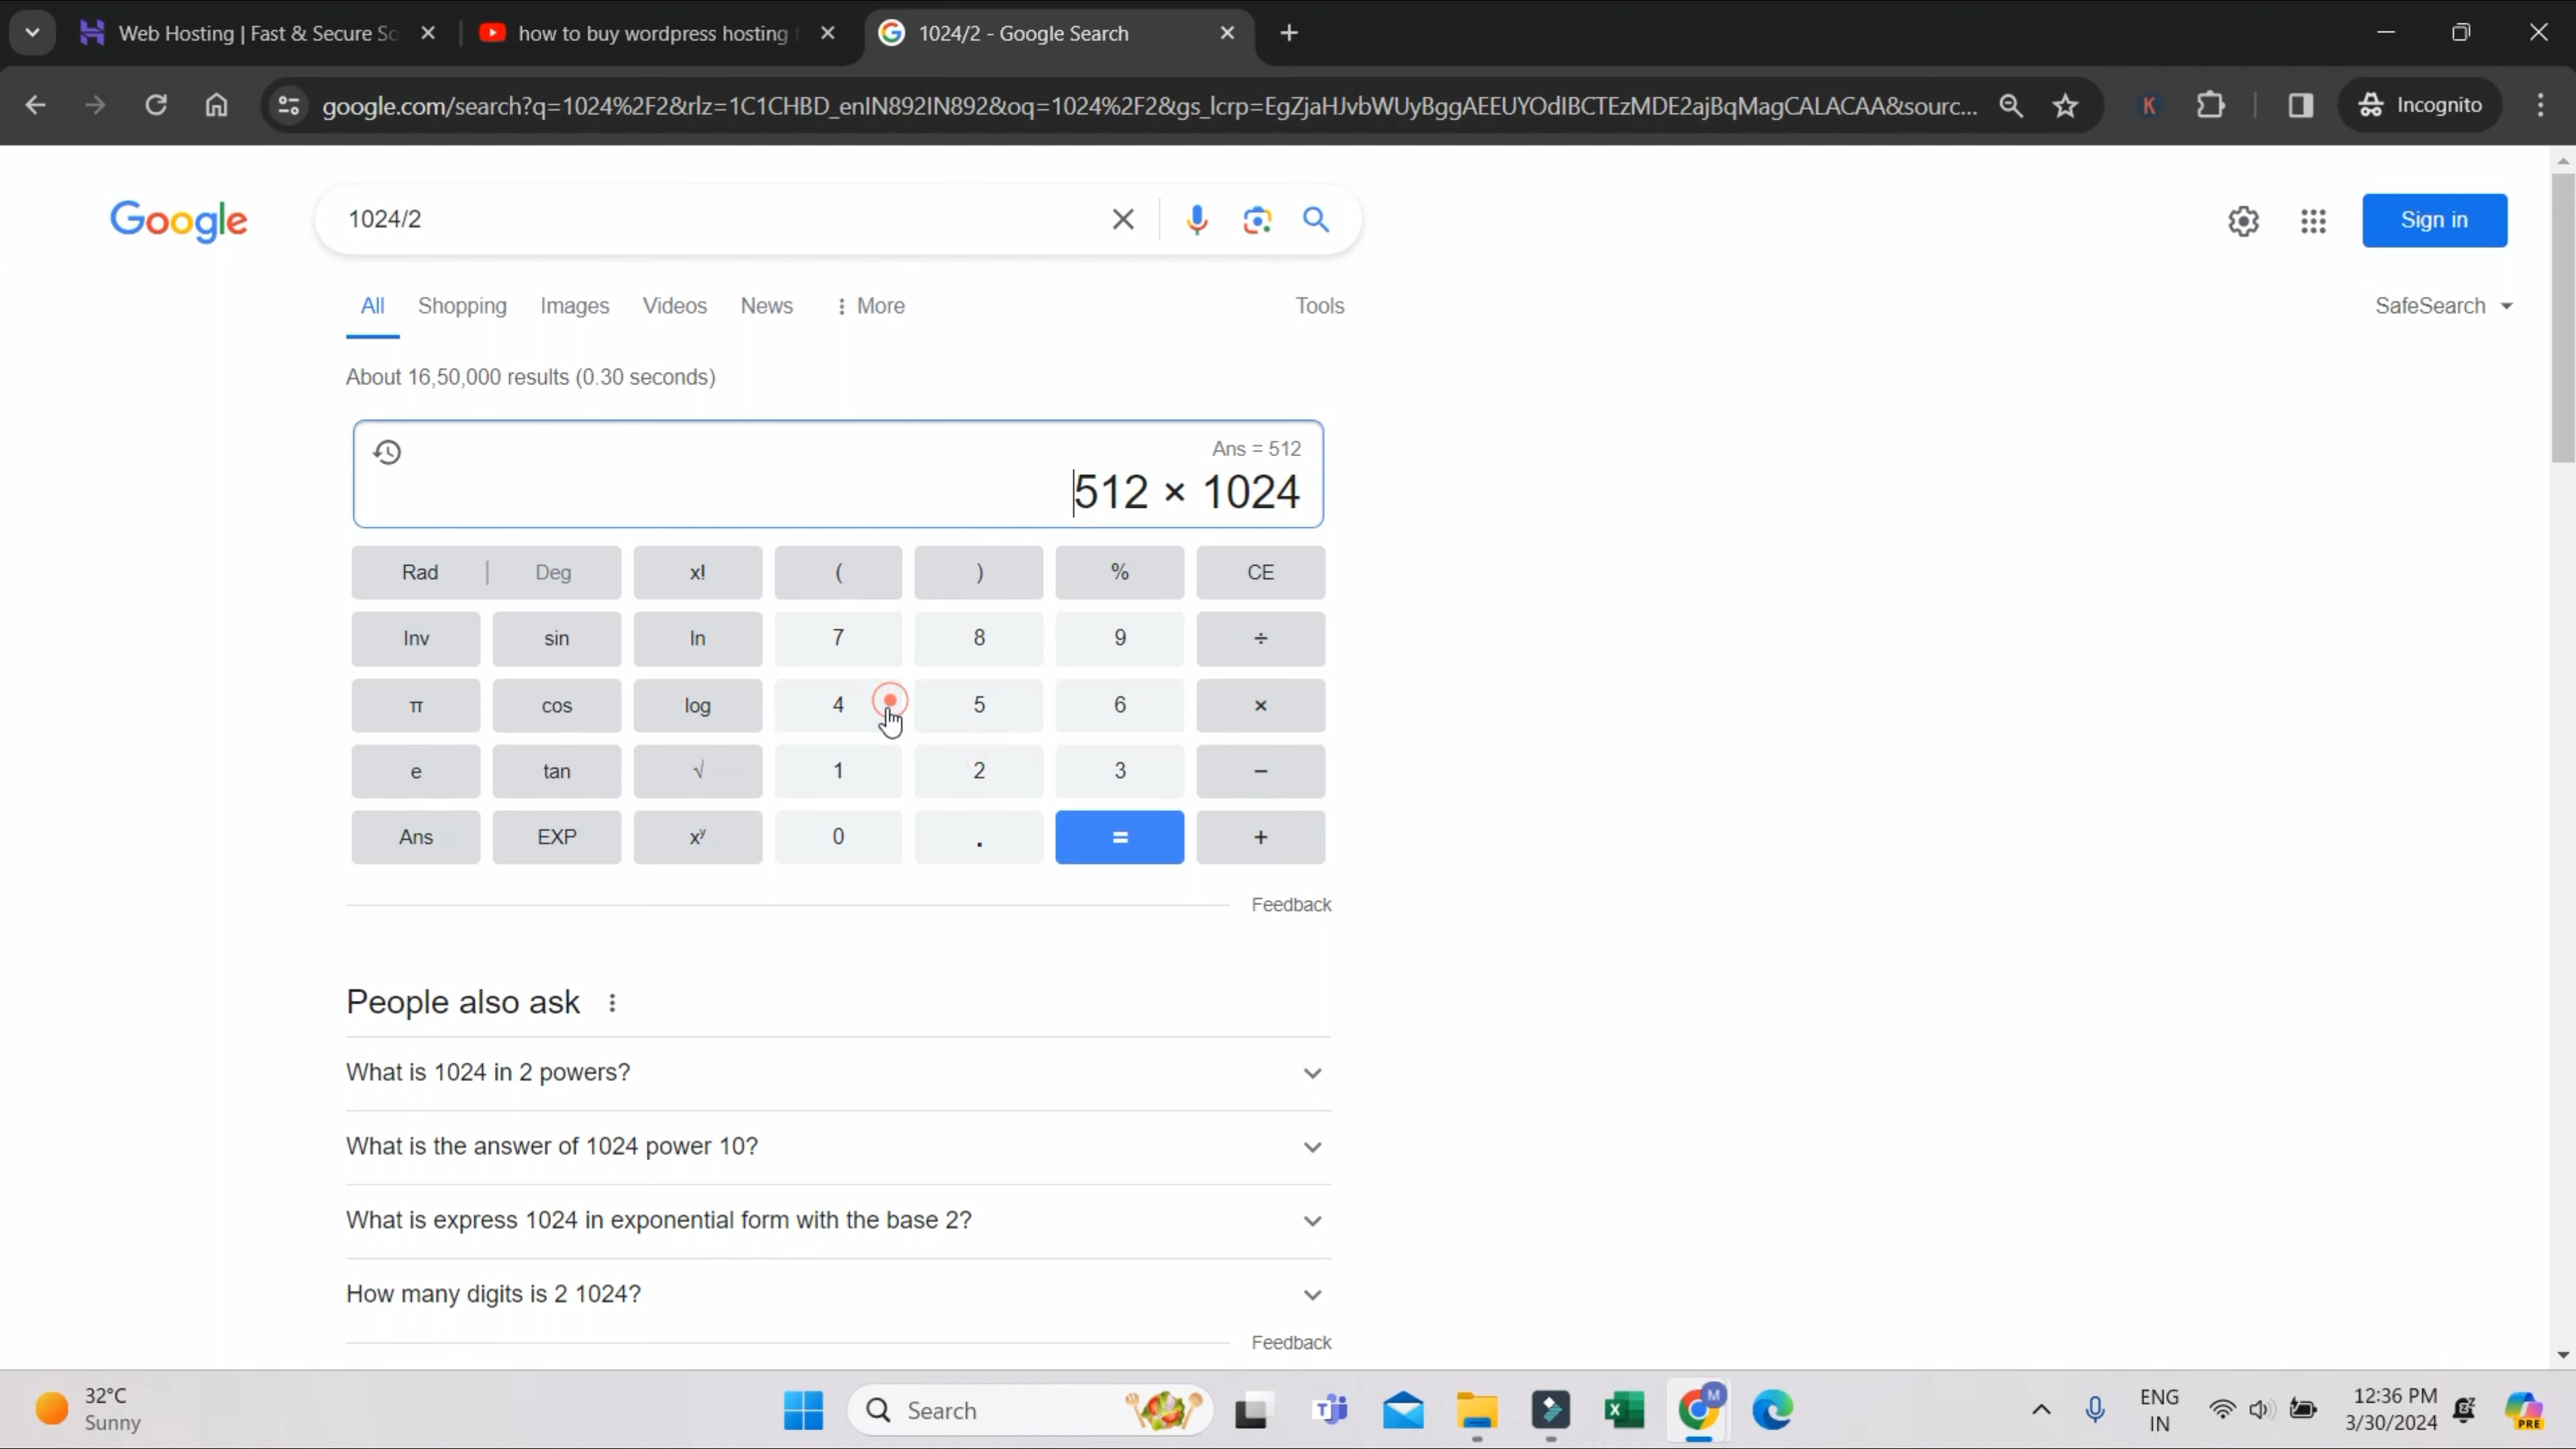 Web Hosting | Fast & Secure So
how to buy wordpress hosting
1024/2 - Google Search
google.com/search?q=1024%2F2&rlz=1C1CHBD_enIN892IN892&oq=1024%2F2&gs_lcrp=EgZjaHJvbWUyBggAEEUYOdIBCTEzMDE2ajBqMagCALACAA&sourc...
K
Incognito
Google
1024/2
Sign in
All Shopping Images Videos News More Tools
SafeSearch
About 16,50,000 results (0.30 seconds)
Ans = 512
512 × 1024
Rad | Deg x! ( ) % CE
Inv sin ln 7 8 9 ÷
π cos log 4 5 6 ×
e tan √ 1 2 3 −
Ans EXP xʸ 0 . = +
Feedback
People also ask
What is 1024 in 2 powers?
What is the answer of 1024 power 10?
What is express 1024 in exponential form with the base 2?
How many digits is 2 1024?
Feedback
32°C
Sunny
Search
M
ENG
IN
12:36 PM
3/30/2024
PRE